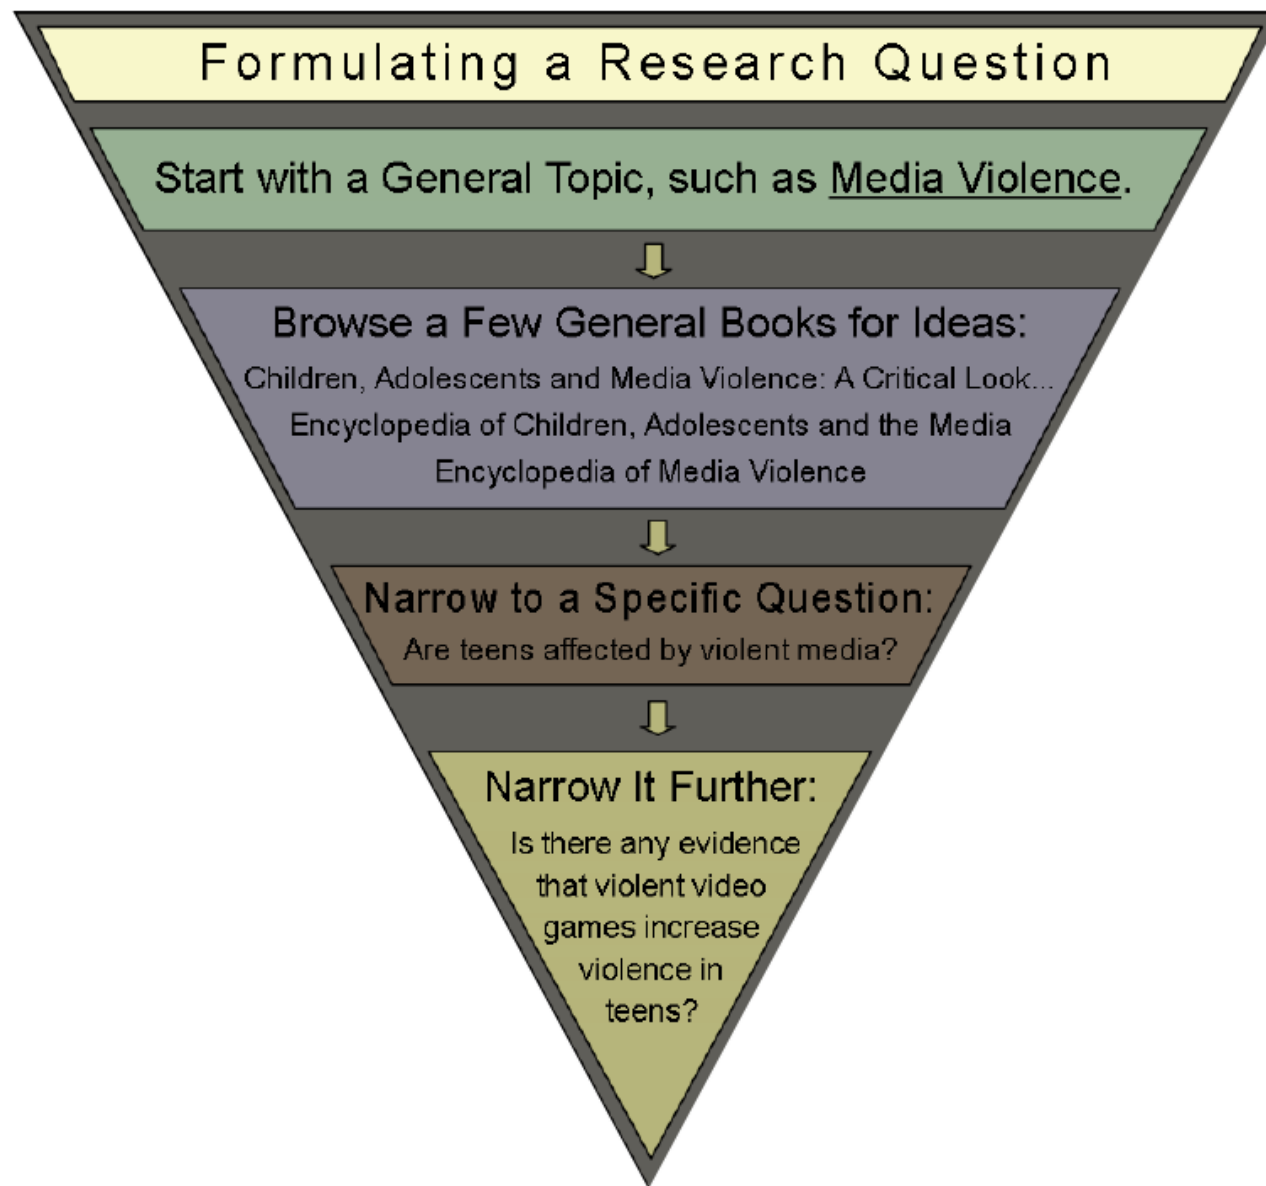 Formulating a Research Question
Start with a General Topic, such as Media Violence.
Browse a Few General Books for Ideas:
Children, Adolescents and Media Violence: A Critical Look...
Encyclopedia of Children, Adolescents and the Media
Encyclopedia of Media Violence
Narrow to a Specific Question:
Are teens affected by violent media?
Narrow It Further:
Is there any evidence
that violent video
games increase
violence in
teens?